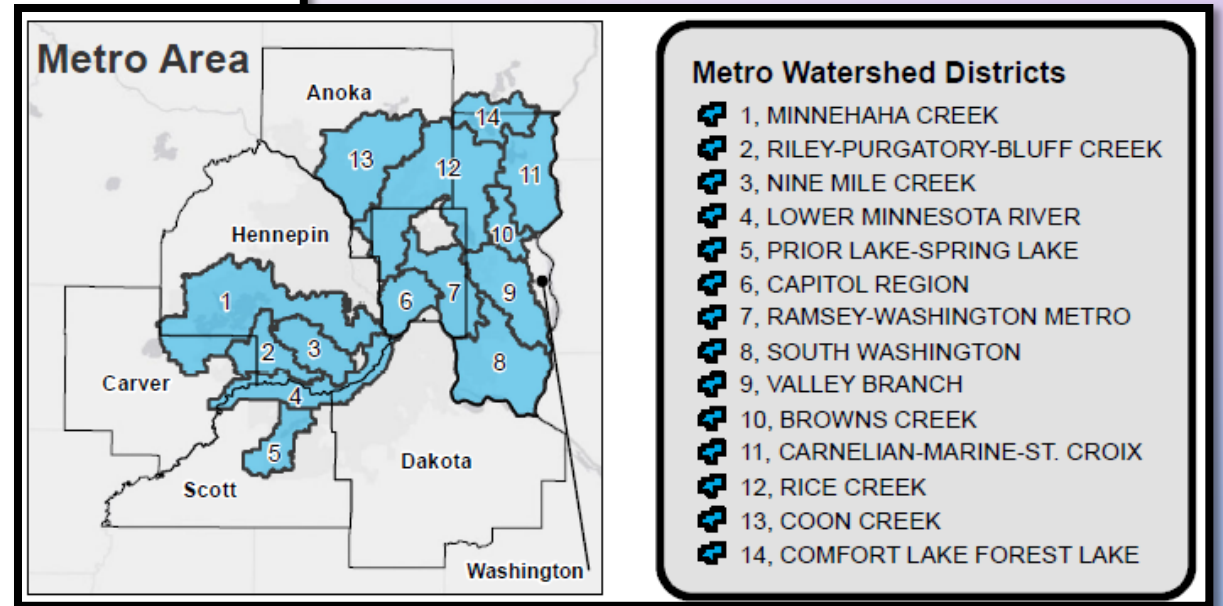 Metro Area
Anoka
14
13
12
11
Hennepin
10
1
6
7
9
2
3
8
Carver
4
5
Dakota
Scott
Washington
Metro Watershed Districts
1, MINNEHAHA CREEK
2, RILEY-PURGATORY-BLUFF CREEK
3, NINE MILE CREEK
4, LOWER MINNESOTA RIVER
5, PRIOR LAKE-SPRING LAKE
6, CAPITOL REGION
7, RAMSEY-WASHINGTON METRO
8, SOUTH WASHINGTON
9, VALLEY BRANCH
10, BROWNS CREEK
11, CARNELIAN-MARINE-ST. CROIX
12, RICE CREEK
13, COON CREEK
14, COMFORT LAKE FOREST LAKE